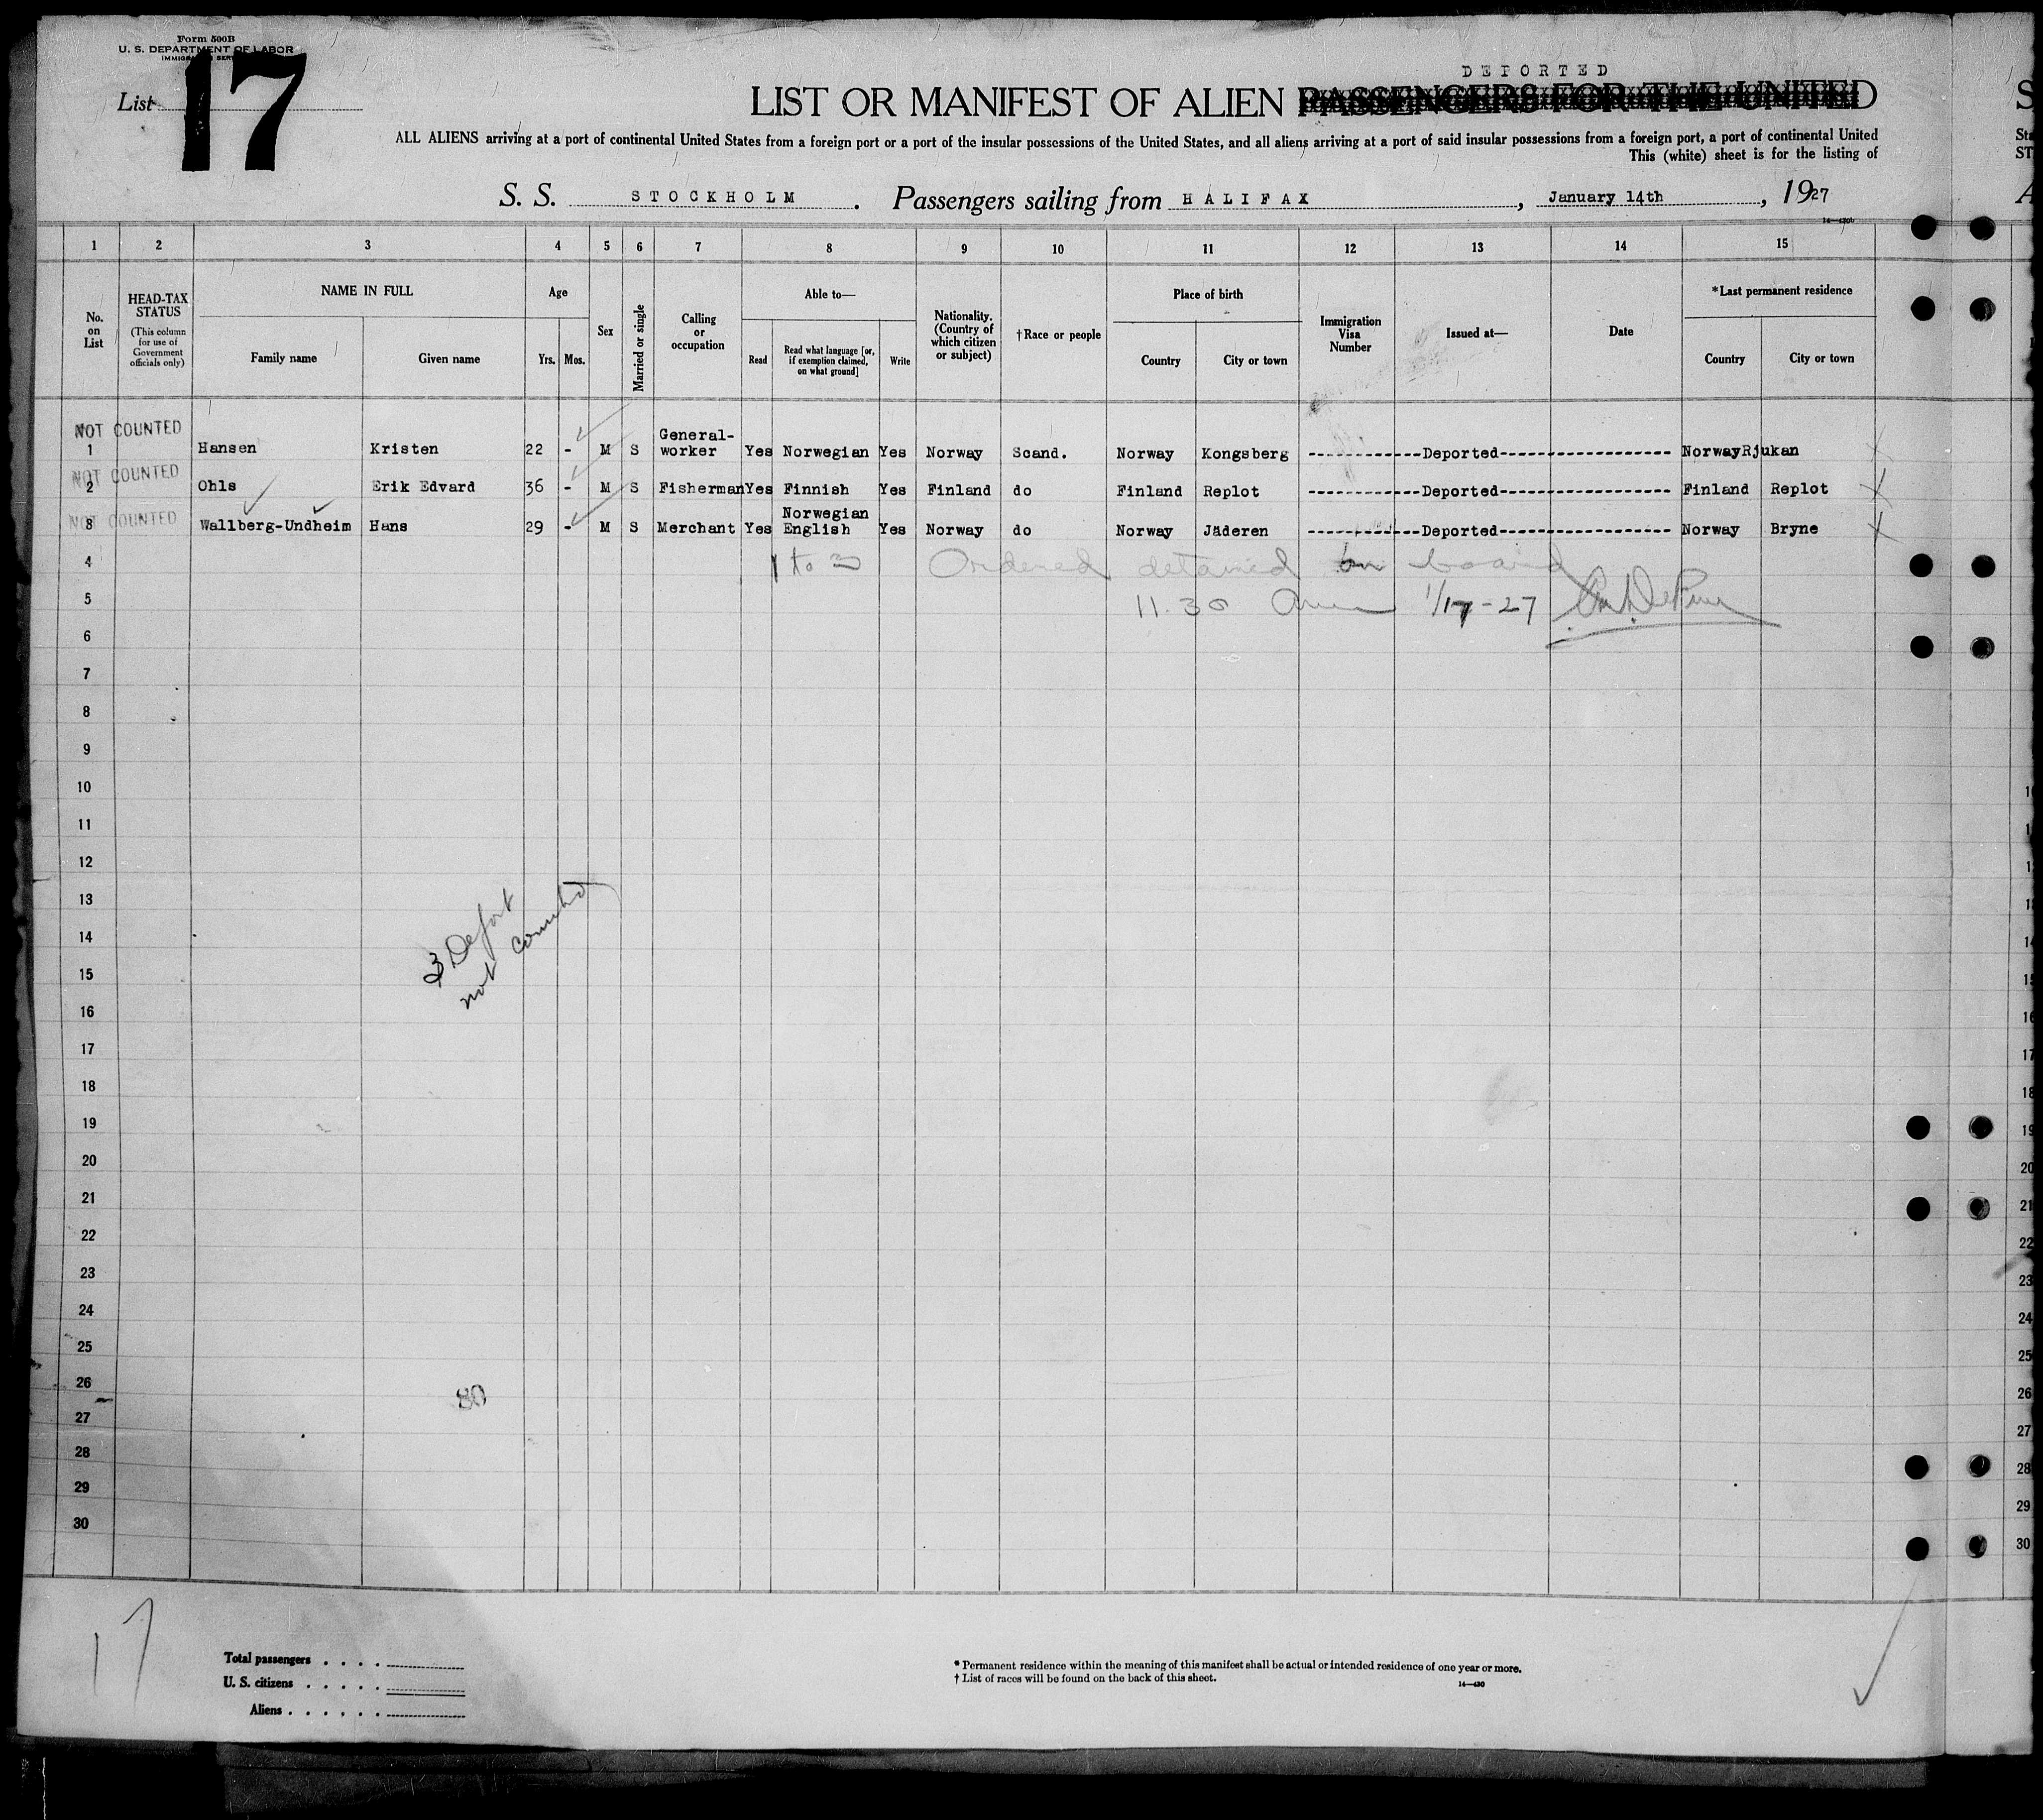 Form 500B
U. S. DEPARTMENT OF LABOR
List 17
DEPORTED
LIST OR MANIFEST OF ALIEN PASSENGERS FOR THE UNITED
ALL ALIENS arriving at a port of continental United States from a foreign port or a port of the insular possessions of the United States, and all aliens arriving at a port of said insular possessions from a foreign port, a port of continental United
This (white) sheet is for the listing of
S. S. STOCKHOLM. Passengers sailing from HALIFAX, January 14th, 1927
1 2 3 4 5 6 7 8 9 10 11 12 13 14 15
No. on List
HEAD-TAX STATUS
(This column for use of Government officials only)
NAME IN FULL
Family name
Given name
Age
Yrs. Mos.
Sex
Married or single
Calling or occupation
Able to—
Read
Read what language [or, if exemption claimed, on what ground]
Write
Nationality. (Country of which citizen or subject)
†Race or people
Place of birth
Country
City or town
Immigration Visa Number
Issued at—
Date
*Last permanent residence
Country
City or town
NOT COUNTED
1 Hansen Kristen 22 - M S General-worker Yes Norwegian Yes Norway Scand. Norway Kongsberg ------------Deported------------------ Norway Rjukan
NOT COUNTED
2 Ohls Erik Edvard 36 - M S Fisherman Yes Finnish Yes Finland do Finland Replot ------------Deported------------------ Finland Replot
NOT COUNTED
3 Wallberg-Undheim Hans 29 - M S Merchant Yes Norwegian English Yes Norway do Norway Jäderen ------------Deported------------------ Norway Bryne
4 1 to 3 Ordered detained on board
5 11.30 am 1/17-27
6
7
8
9
10
11
12
13
14
15
16
17
18
19
20
21
22
23
24
25
26
27
28
29
30
3 Deport
not counted
80
17
Total passengers
U. S. citizens
Aliens
* Permanent residence within the meaning of this manifest shall be actual or intended residence of one year or more.
† List of races will be found on the back of this sheet.
14—430